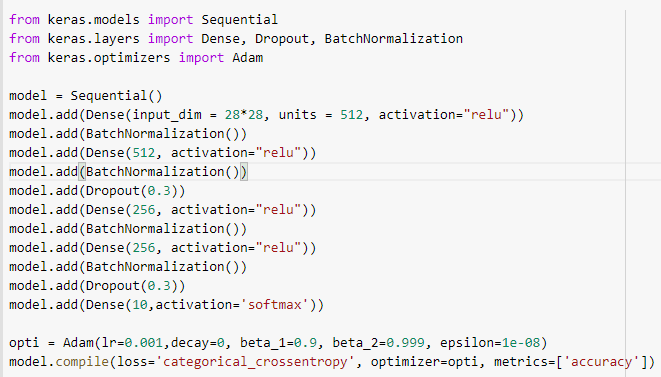 from keras.models import Sequential
from keras.layers import Dense, Dropout, BatchNormalization
from keras.optimizers import Adam
model = Sequential()
model.add(Dense(input_dim = 28*28, units = 512, activation="relu"))
model.add(BatchNormalization())
model.add(Dense(512, activation="relu"))
model.add(BatchNormalization())
model.add(Dropout(0.3))
model.add(Dense(256, activation="relu"))
model.add(BatchNormalization())
model.add(Dense(256, activation="relu"))
model.add(BatchNormalization())
model.add(Dropout(0.3))
model.add(Dense(10,activation='softmax'))
opti = Adam(lr=0.001,decay=0, beta_1=0.9, beta_2=0.999, epsilon=1e-08)
model.compile(loss='categorical_crossentropy', optimizer=opti, metrics=['accuracy'])